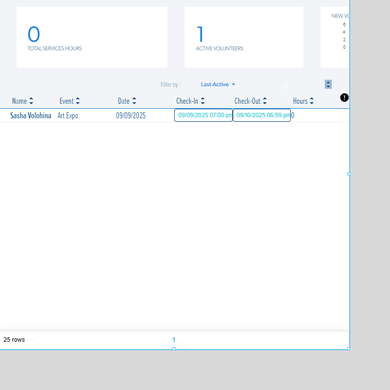 0
TOTAL SERVICES HOURS
1
ACTIVE VOLUNTEERS
6
4
2
0
Filter by :
Last Active
Name Event Date Check-In Check-Out Hours
Sasha Volohina Art Expo 09/09/2025 09/09/2025 07:00 pm 09/10/2025 06:59 pm 0
25 rows
1